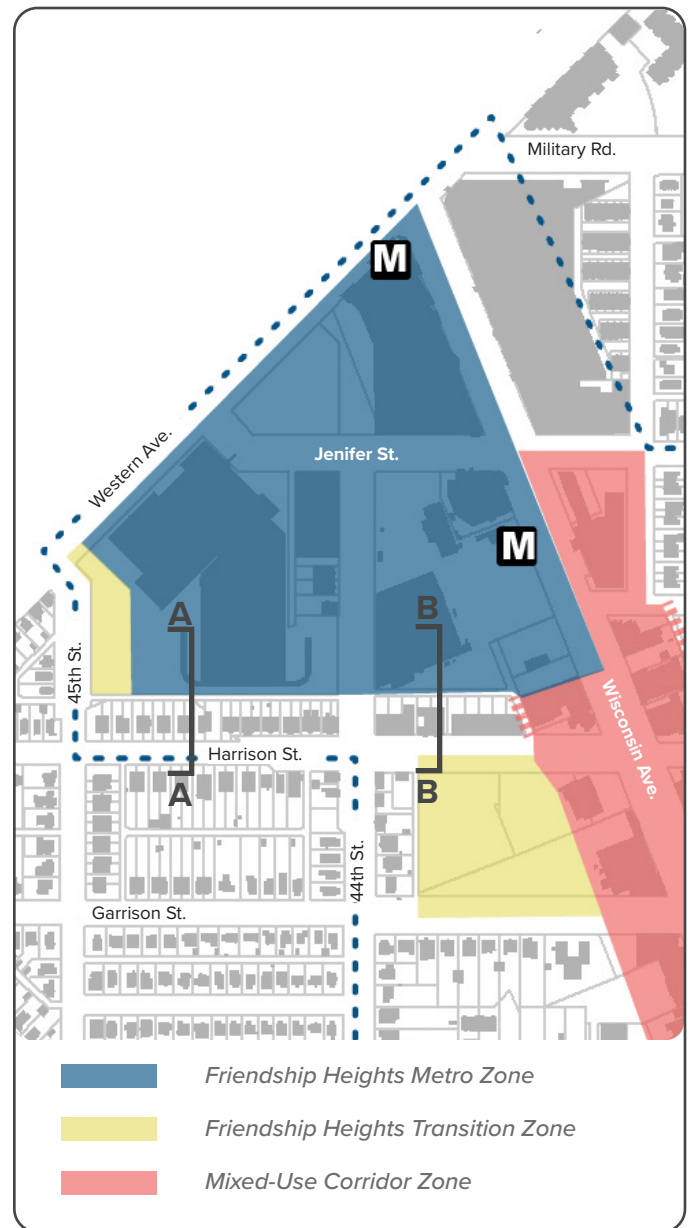 Military Rd.
M
Western Ave.
Jenifer St.
M
A
B
45th St.
Wisconsin Ave.
Harrison St.
A
B
44th St.
Garrison St.
Friendship Heights Metro Zone
Friendship Heights Transition Zone
Mixed-Use Corridor Zone